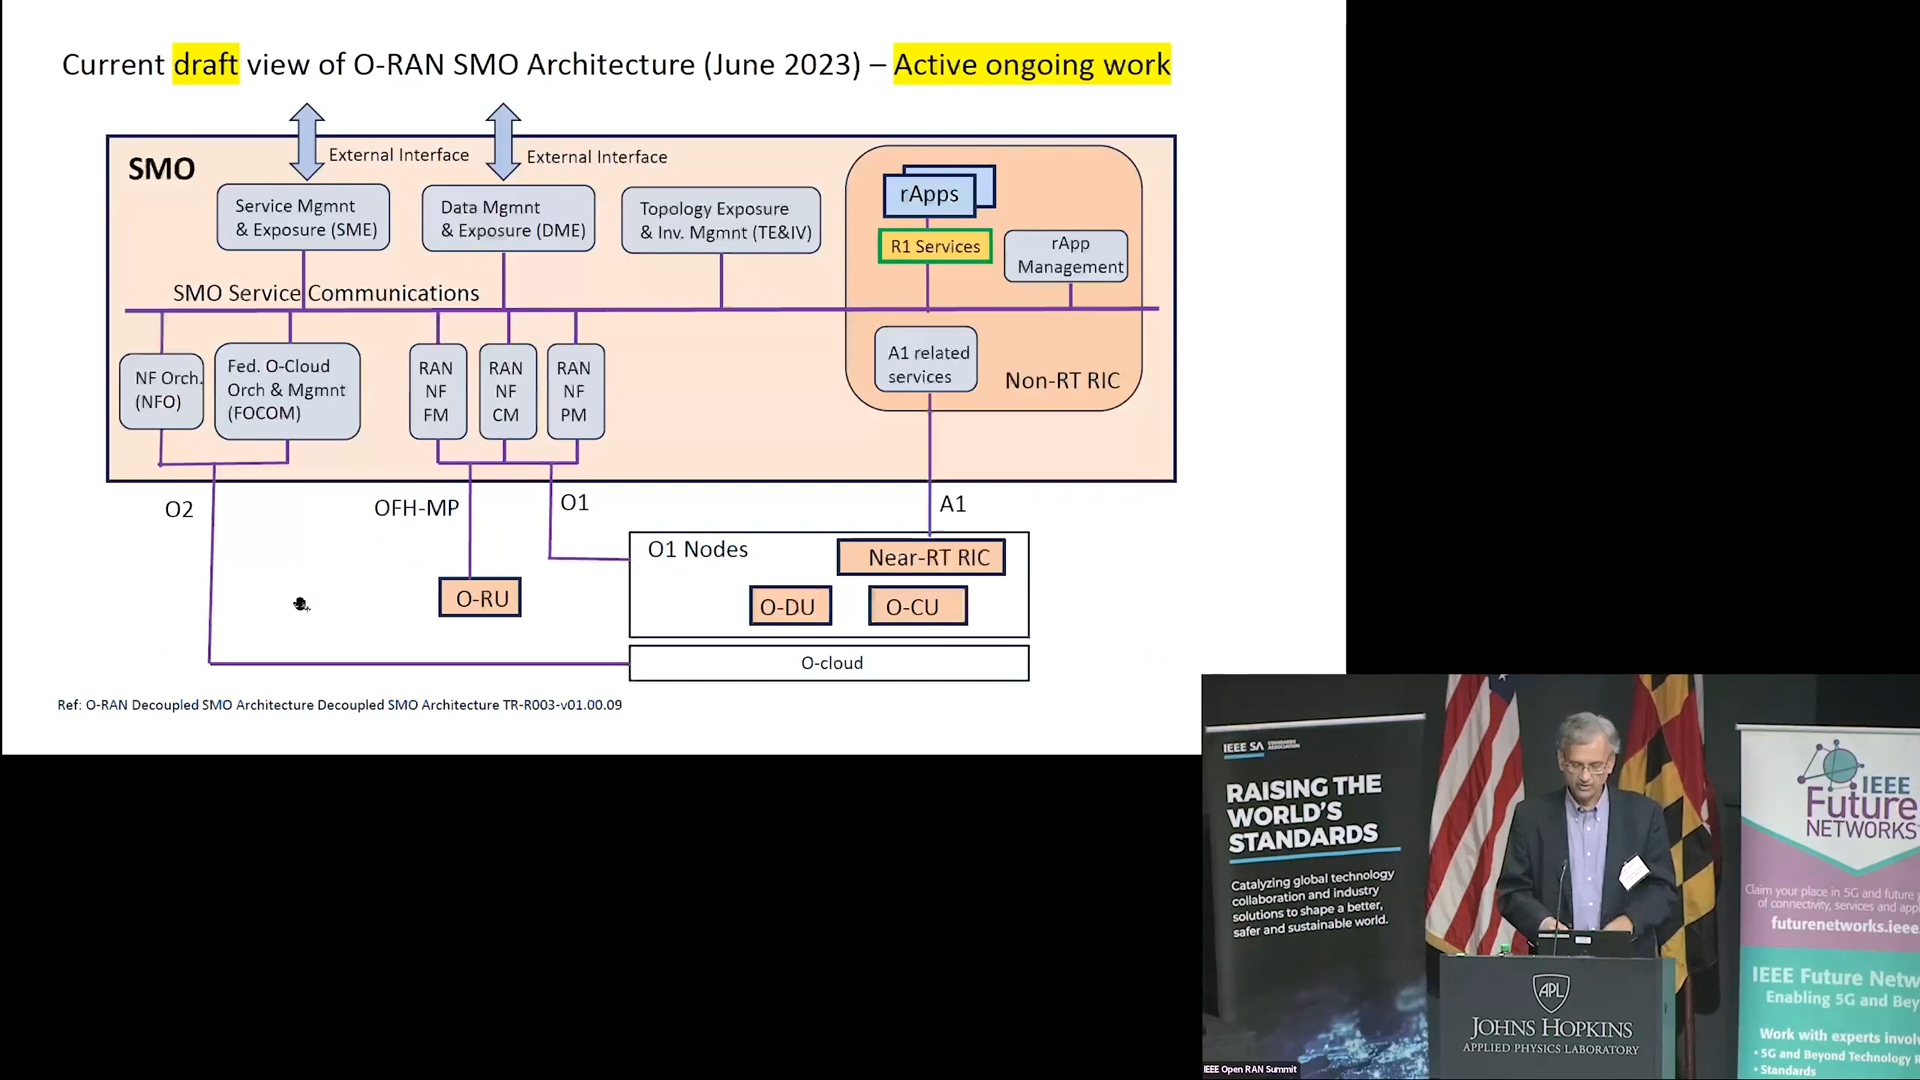 Current draft view of O-RAN SMO Architecture (June 2023) – Active ongoing work
SMO
External Interface
External Interface
Service Mgmnt
& Exposure (SME)
Data Mgmnt
& Exposure (DME)
Topology Exposure
& Inv. Mgmnt (TE&IV)
rApps
R1 Services
rApp
Management
SMO Service Communications
NF Orch.
(NFO)
Fed. O-Cloud
Orch & Mgmnt
(FOCOM)
RAN
NF
FM
RAN
NF
CM
RAN
NF
PM
A1 related
services
Non-RT RIC
O2
OFH-MP
O1
A1
O1 Nodes
Near-RT RIC
O-RU
O-DU
O-CU
O-cloud
Ref: O-RAN Decoupled SMO Architecture Decoupled SMO Architecture TR-R003-v01.00.09
IEEE SA STANDARDS
ASSOCIATION
RAISING THE
WORLD'S
STANDARDS
Catalyzing global technology
collaboration and industry
solutions to shape a better,
safer and sustainable world.
APL
JOHNS HOPKINS
APPLIED PHYSICS LABORATORY
IEEE
Future
NETWORKS
Claim your place in 5G and future
of connectivity, services and app
futurenetworks.ieee.
IEEE Future Netw
Enabling 5G and Bey
Work with experts invol
• 5G and Beyond Technology R
• Standards
IEEE Open RAN Summit